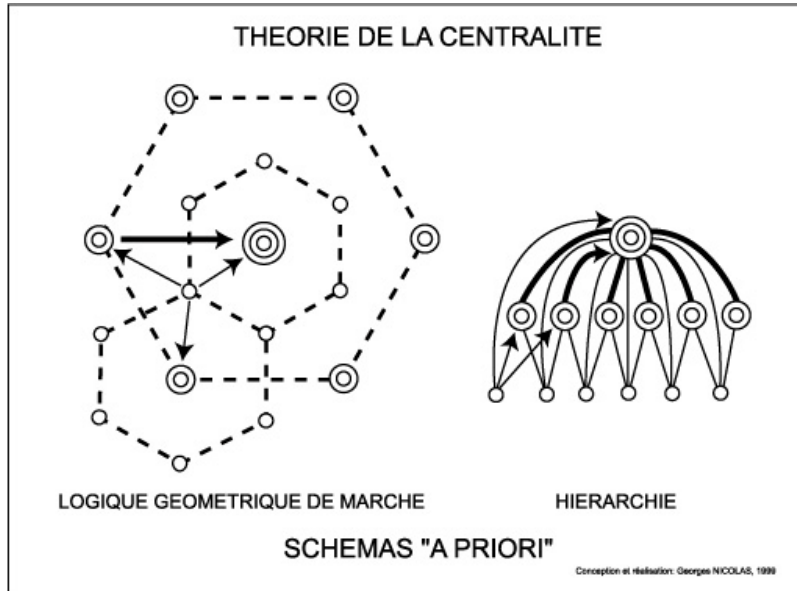 THEORIE DE LA CENTRALITE
LOGIQUE GEOMETRIQUE DE MARCHE
HIERARCHIE
SCHEMAS "A PRIORI"
Conception et réalisation: Georges NICOLAS, 1999